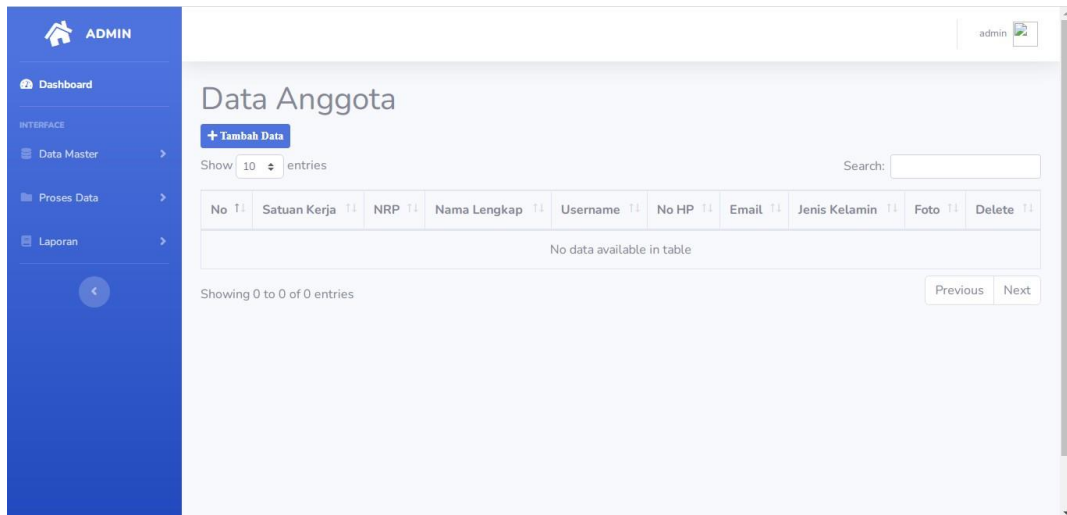 ADMIN
admin
Dashboard
INTERFACE
Data Master
Proses Data
Laporan
Data Anggota
+ Tambah Data
Show 10 entries
Search:
No Satuan Kerja NRP Nama Lengkap Username No HP Email Jenis Kelamin Foto Delete
No data available in table
Showing 0 to 0 of 0 entries
Previous Next